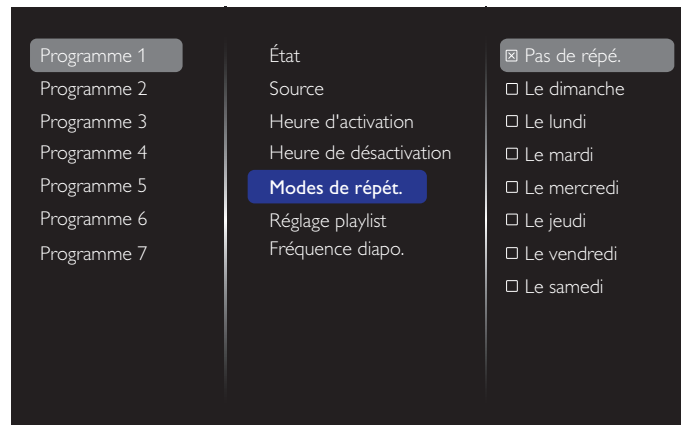 Programme 1
Programme 2
Programme 3
Programme 4
Programme 5
Programme 6
Programme 7
État
Source
Heure d'activation
Heure de désactivation
Modes de répét.
Réglage playlist
Fréquence diapo.
Pas de répé.
Le dimanche
Le lundi
Le mardi
Le mercredi
Le jeudi
Le vendredi
Le samedi